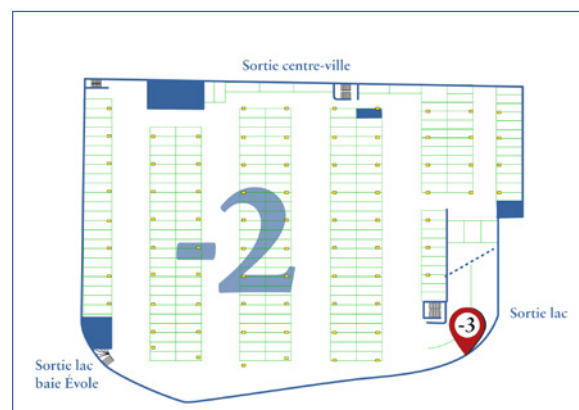 Sortie centre-ville
-2
-3
Sortie lac
Sortie lac
baie Évole